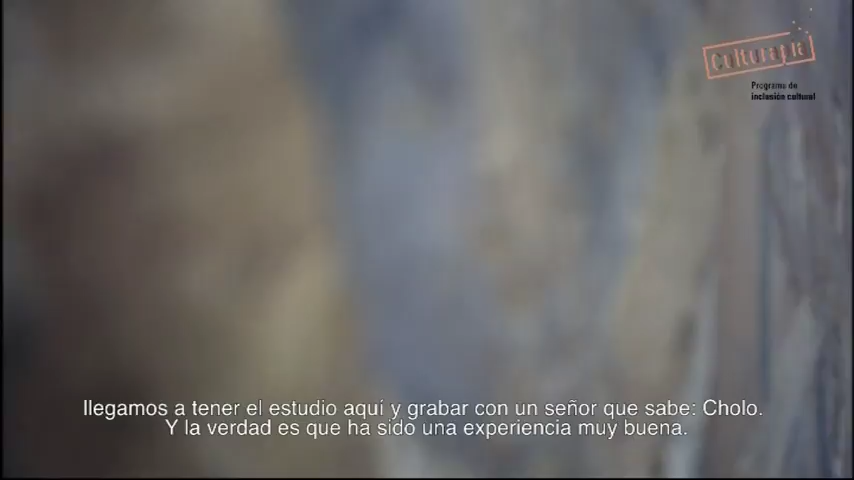 Culturapia
Programa de
inclusión cultural
llegamos a tener el estudio aqui y grabar con un señor que sabe: Cholo.
Y la verdad es que ha sido una experiencia muy buena.